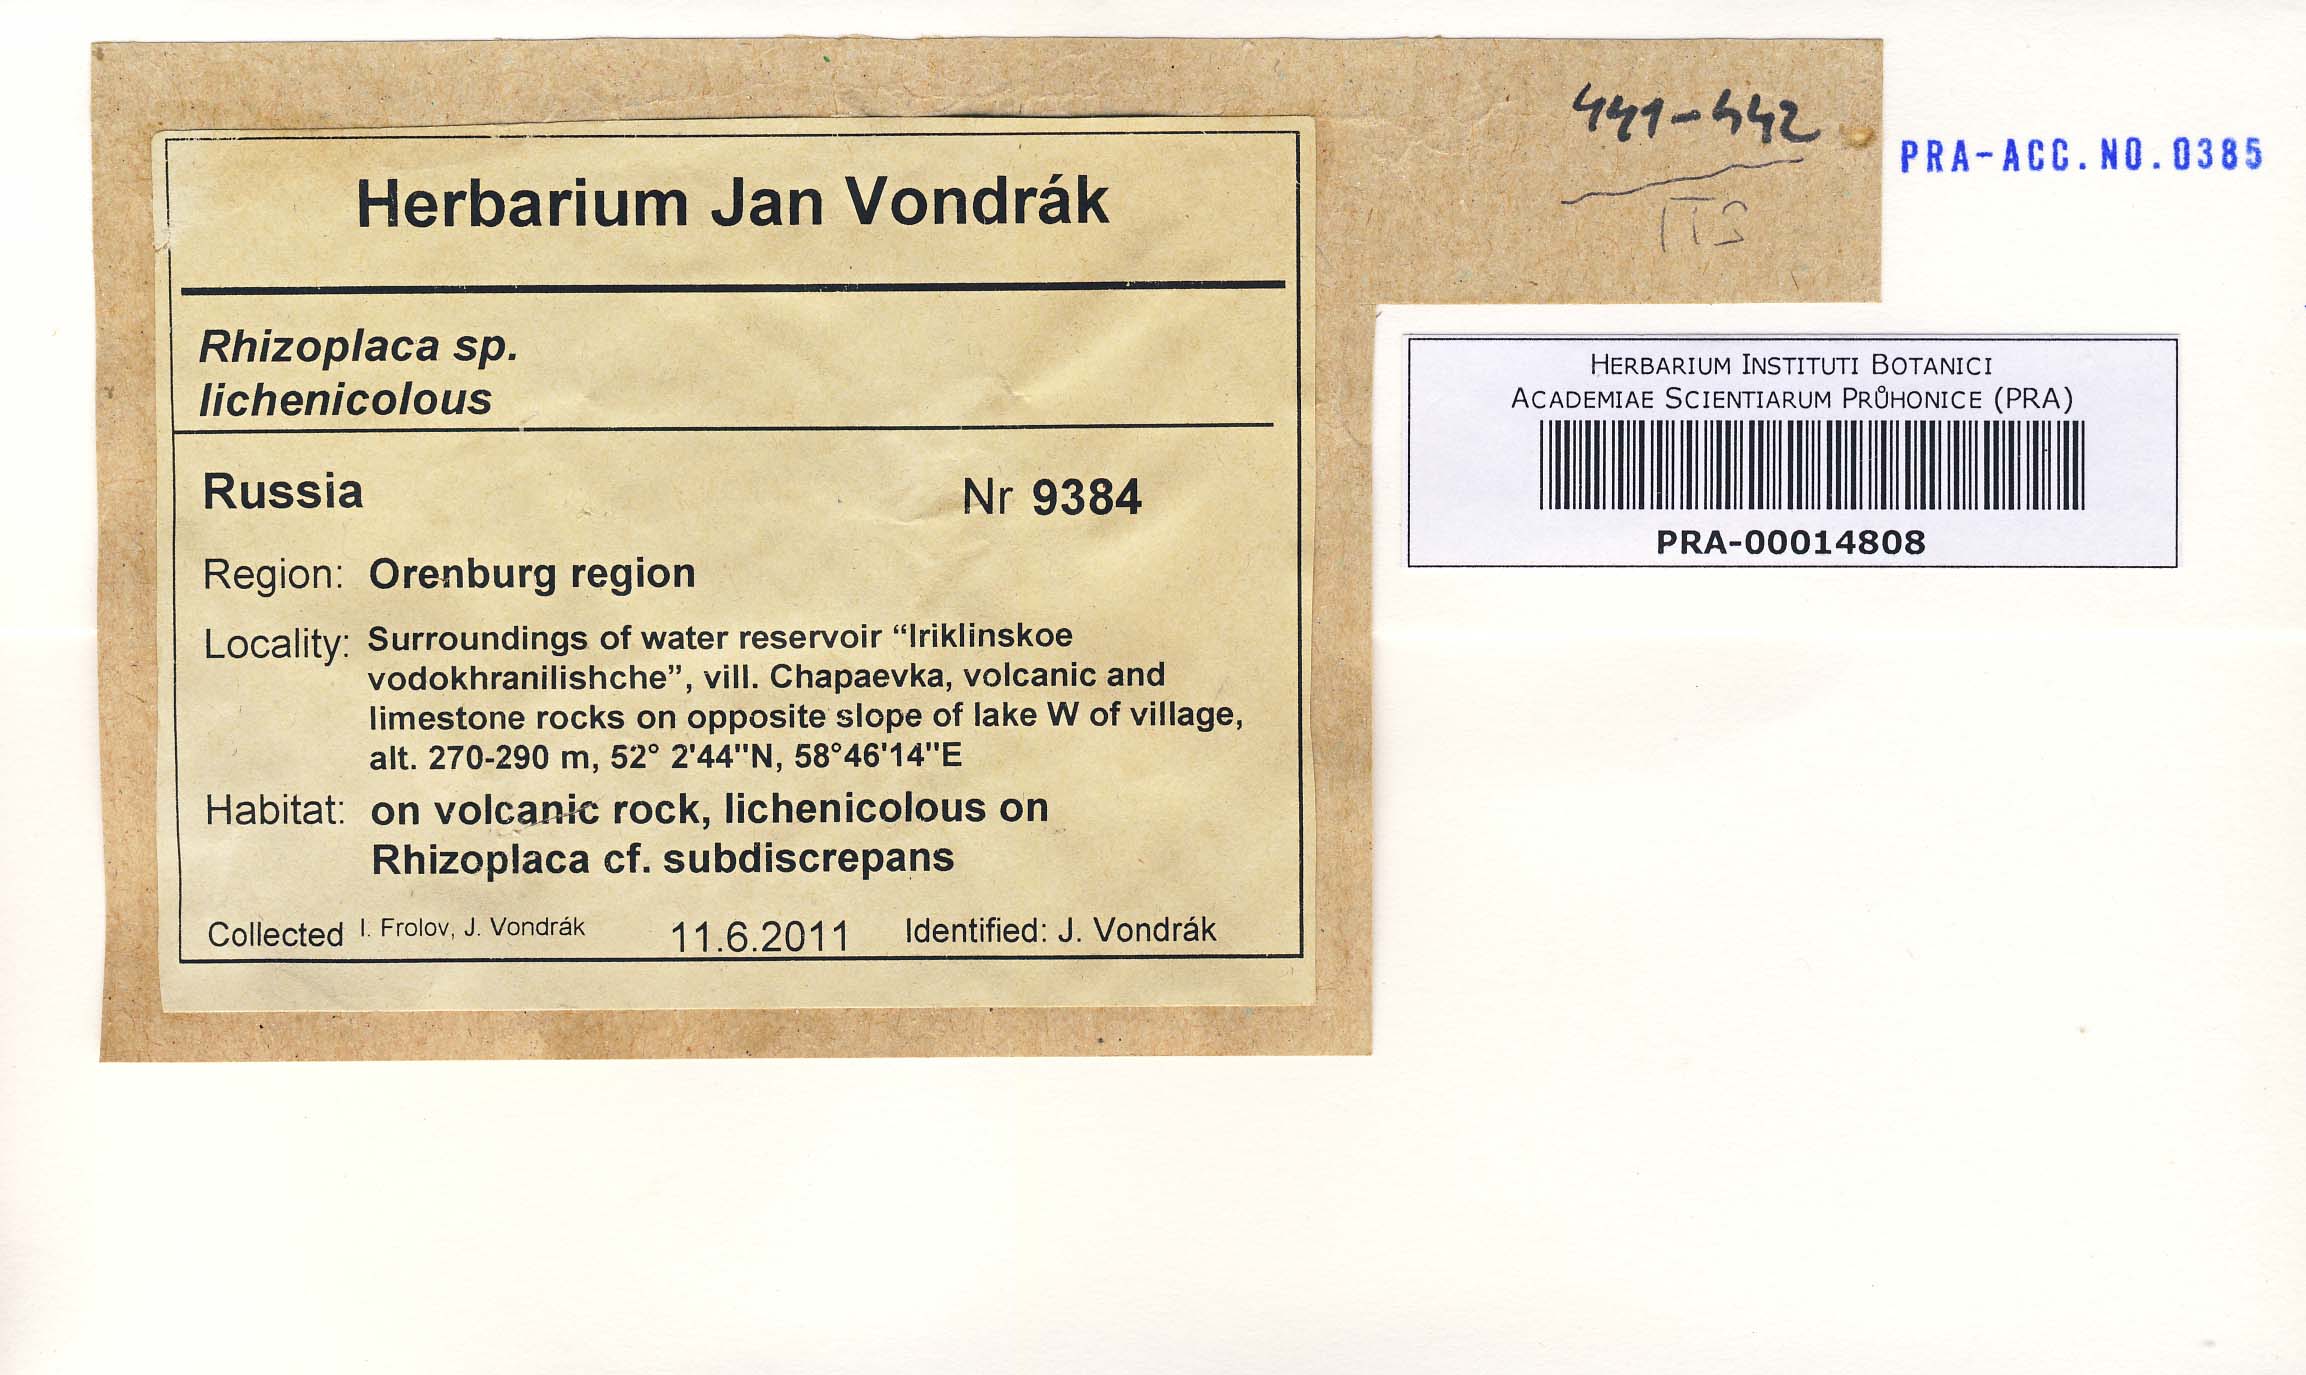 441-442
ITS
PRA-ACC.NO.0385
Herbarium Jan Vondrák
Rhizoplaca sp.
lichenicolous
Russia Nr 9384
Region: Orenburg region
Locality: Surroundings of water reservoir “Iriklinskoe
vodokhranilishche”, vill. Chapaevka, volcanic and
limestone rocks on opposite slope of lake W of village,
alt. 270-290 m, 52° 2'44"N, 58°46'14"E
Habitat: on volcanic rock, lichenicolous on
Rhizoplaca cf. subdiscrepans
Collected I. Frolov, J. Vondrák 11.6.2011 Identified: J. Vondrák
HERBARIUM INSTITUTI BOTANICI
ACADEMIAE SCIENTIARUM PRŮHONICE (PRA)
PRA-00014808